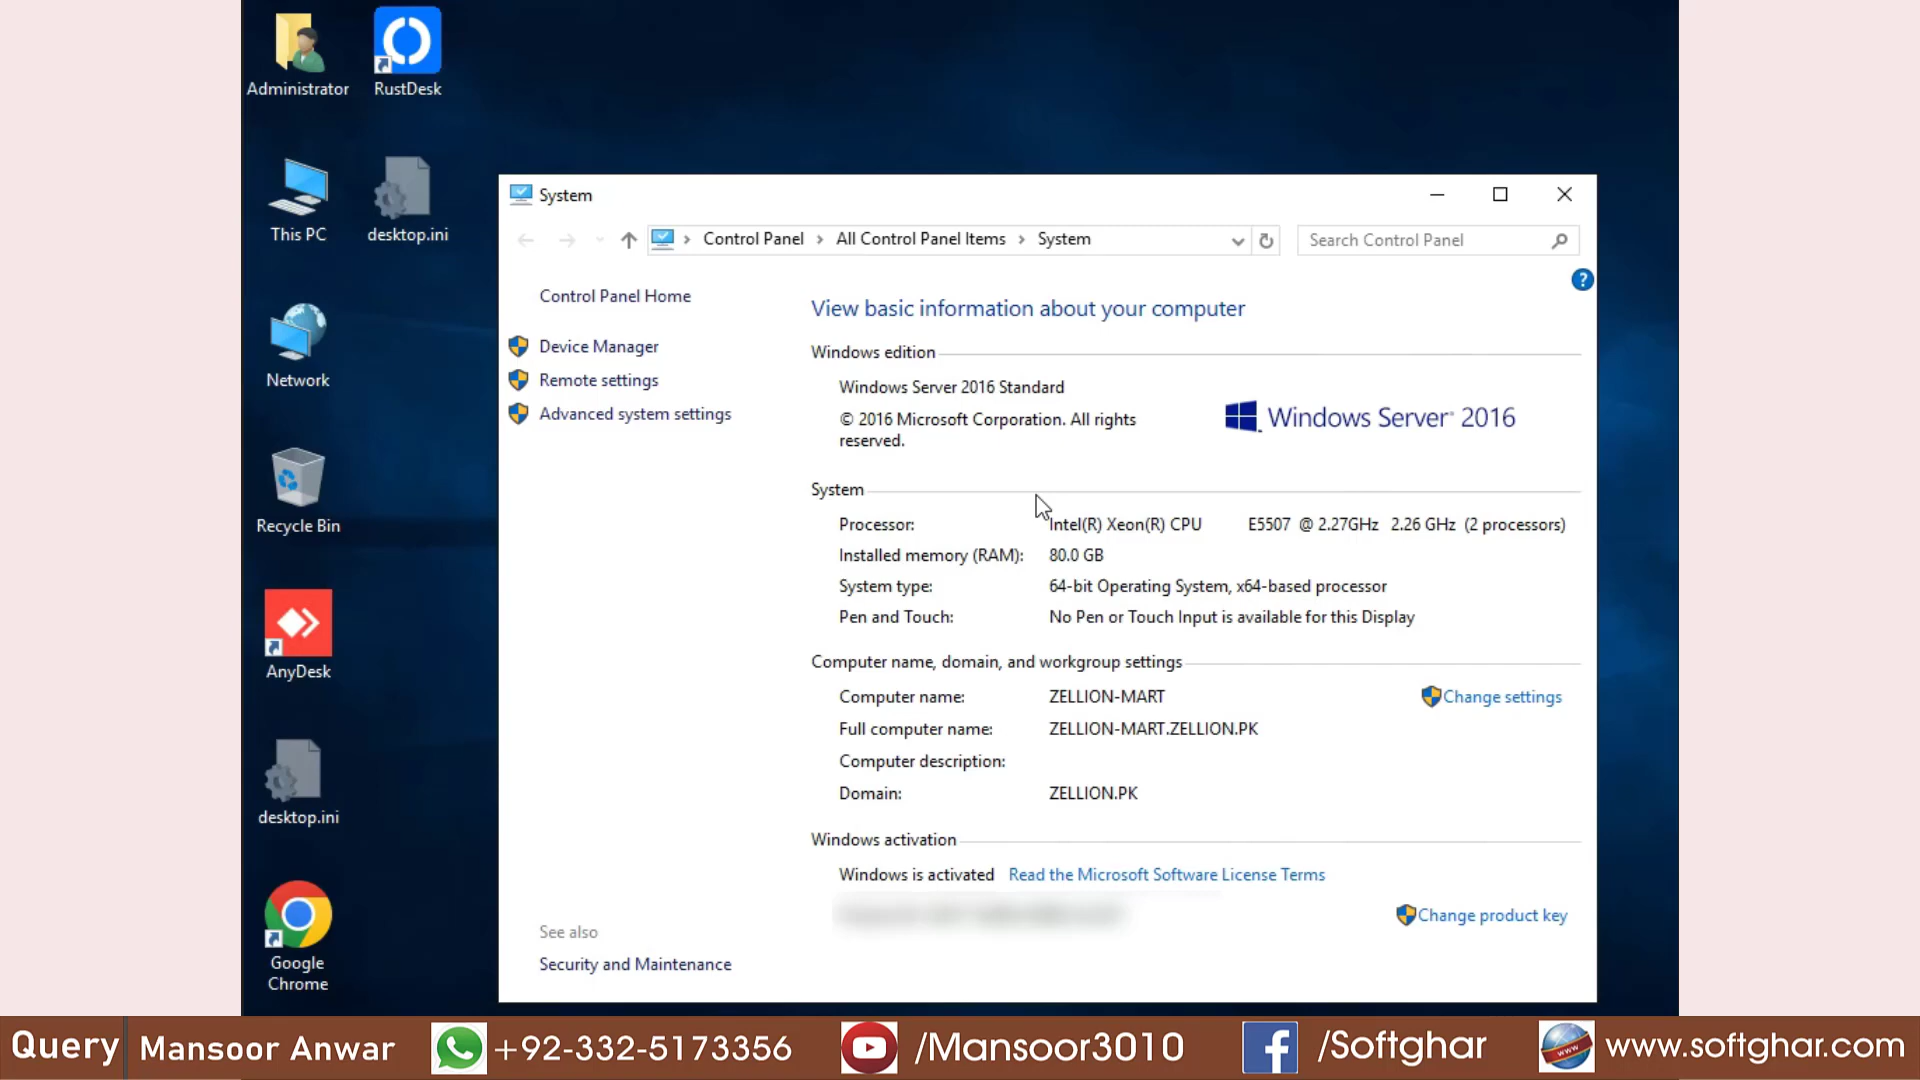 Administrator
RustDesk
This PC
desktop.ini
Network
Recycle Bin
AnyDesk
desktop.ini
Google
Chrome
System
Control Panel
All Control Panel Items
System
Search Control Panel
?
Control Panel Home
Device Manager
Remote settings
Advanced system settings
See also
Security and Maintenance
View basic information about your computer
Windows edition
Windows Server 2016 Standard
© 2016 Microsoft Corporation. All rights
reserved.
Windows Server® 2016
System
Processor: Intel(R) Xeon(R) CPU E5507 @ 2.27GHz 2.26 GHz (2 processors)
Installed memory (RAM): 80.0 GB
System type: 64-bit Operating System, x64-based processor
Pen and Touch: No Pen or Touch Input is available for this Display
Computer name, domain, and workgroup settings
Computer name: ZELLION-MART Change settings
Full computer name: ZELLION-MART.ZELLION.PK
Computer description:
Domain: ZELLION.PK
Windows activation
Windows is activated Read the Microsoft Software License Terms
Change product key
Query Mansoor Anwar +92-332-5173356 /Mansoor3010 /Softghar www.softghar.com